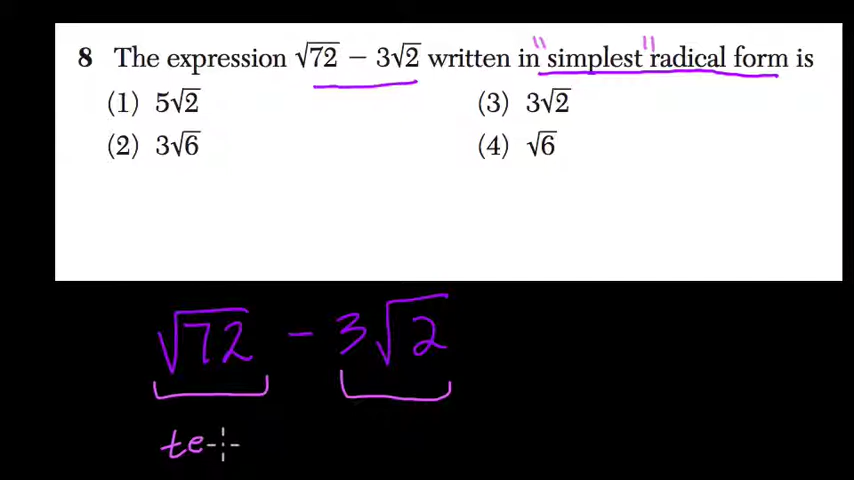 8 The expression √72 − 3√2 written in "simplest" radical form is
(1) 5√2 (3) 3√2
(2) 3√6 (4) √6
√72 − 3√2
te